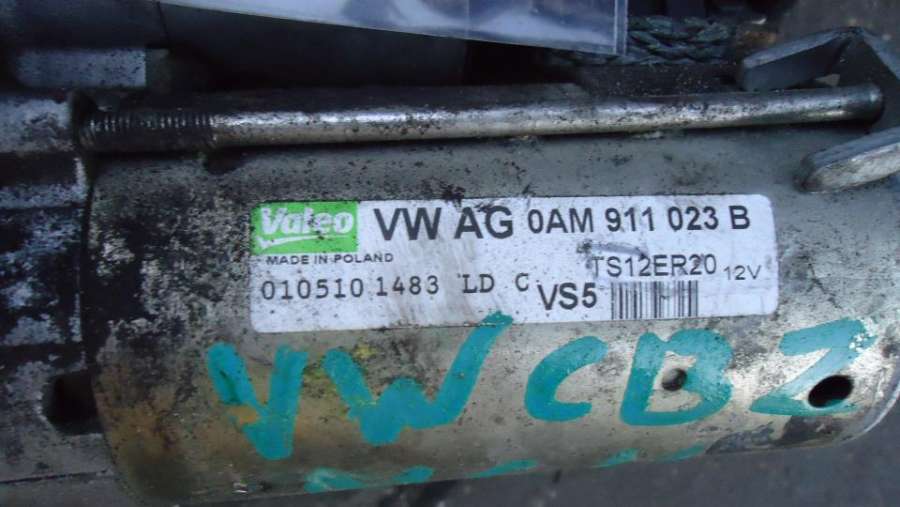 Valeo VW AG 0AM 911 023 B
MADE IN POLAND TS12ER20 12V
010510 1483 LD C VS5
VW CBZ